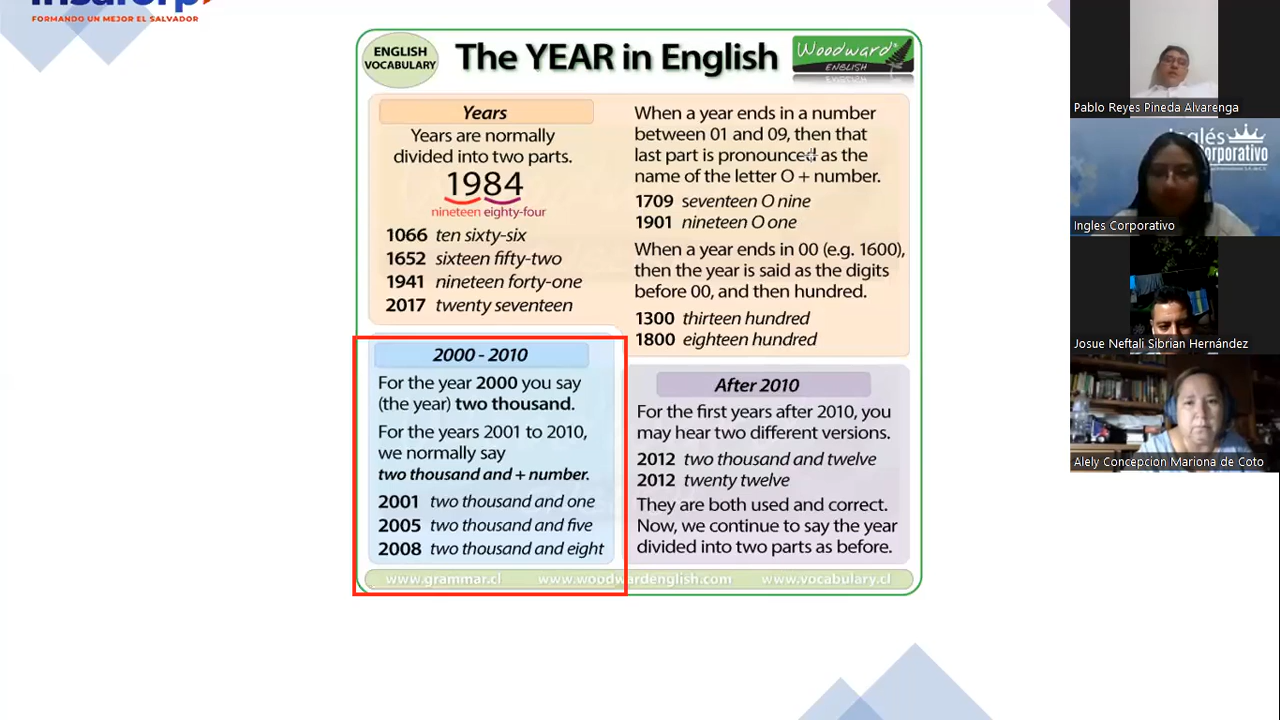 FORMANDO UN MEJOR EL SALVADOR
ENGLISH
VOCABULARY
The YEAR in English
Woodward
ENGLISH
Years
Years are normally
divided into two parts.
1984
nineteen eighty-four
1066 ten sixty-six
1652 sixteen fifty-two
1941 nineteen forty-one
2017 twenty seventeen
When a year ends in a number
between 01 and 09, then that
last part is pronounced as the
name of the letter O + number.
1709 seventeen O nine
1901 nineteen O one
When a year ends in 00 (e.g. 1600),
then the year is said as the digits
before 00, and then hundred.
1300 thirteen hundred
1800 eighteen hundred
2000 - 2010
For the year 2000 you say
(the year) two thousand.
For the years 2001 to 2010,
we normally say
two thousand and + number.
2001 two thousand and one
2005 two thousand and five
2008 two thousand and eight
After 2010
For the first years after 2010, you
may hear two different versions.
2012 two thousand and twelve
2012 twenty twelve
They are both used and correct.
Now, we continue to say the year
divided into two parts as before.
www.grammar.cl www.woodwardenglish.com www.vocabulary.cl
Pablo Reyes Pineda Alvarenga
Inglés
Corporativo
Ingles Corporativo
Josue Neftali Sibrian Hernández
Alely Concepcion Mariona de Coto